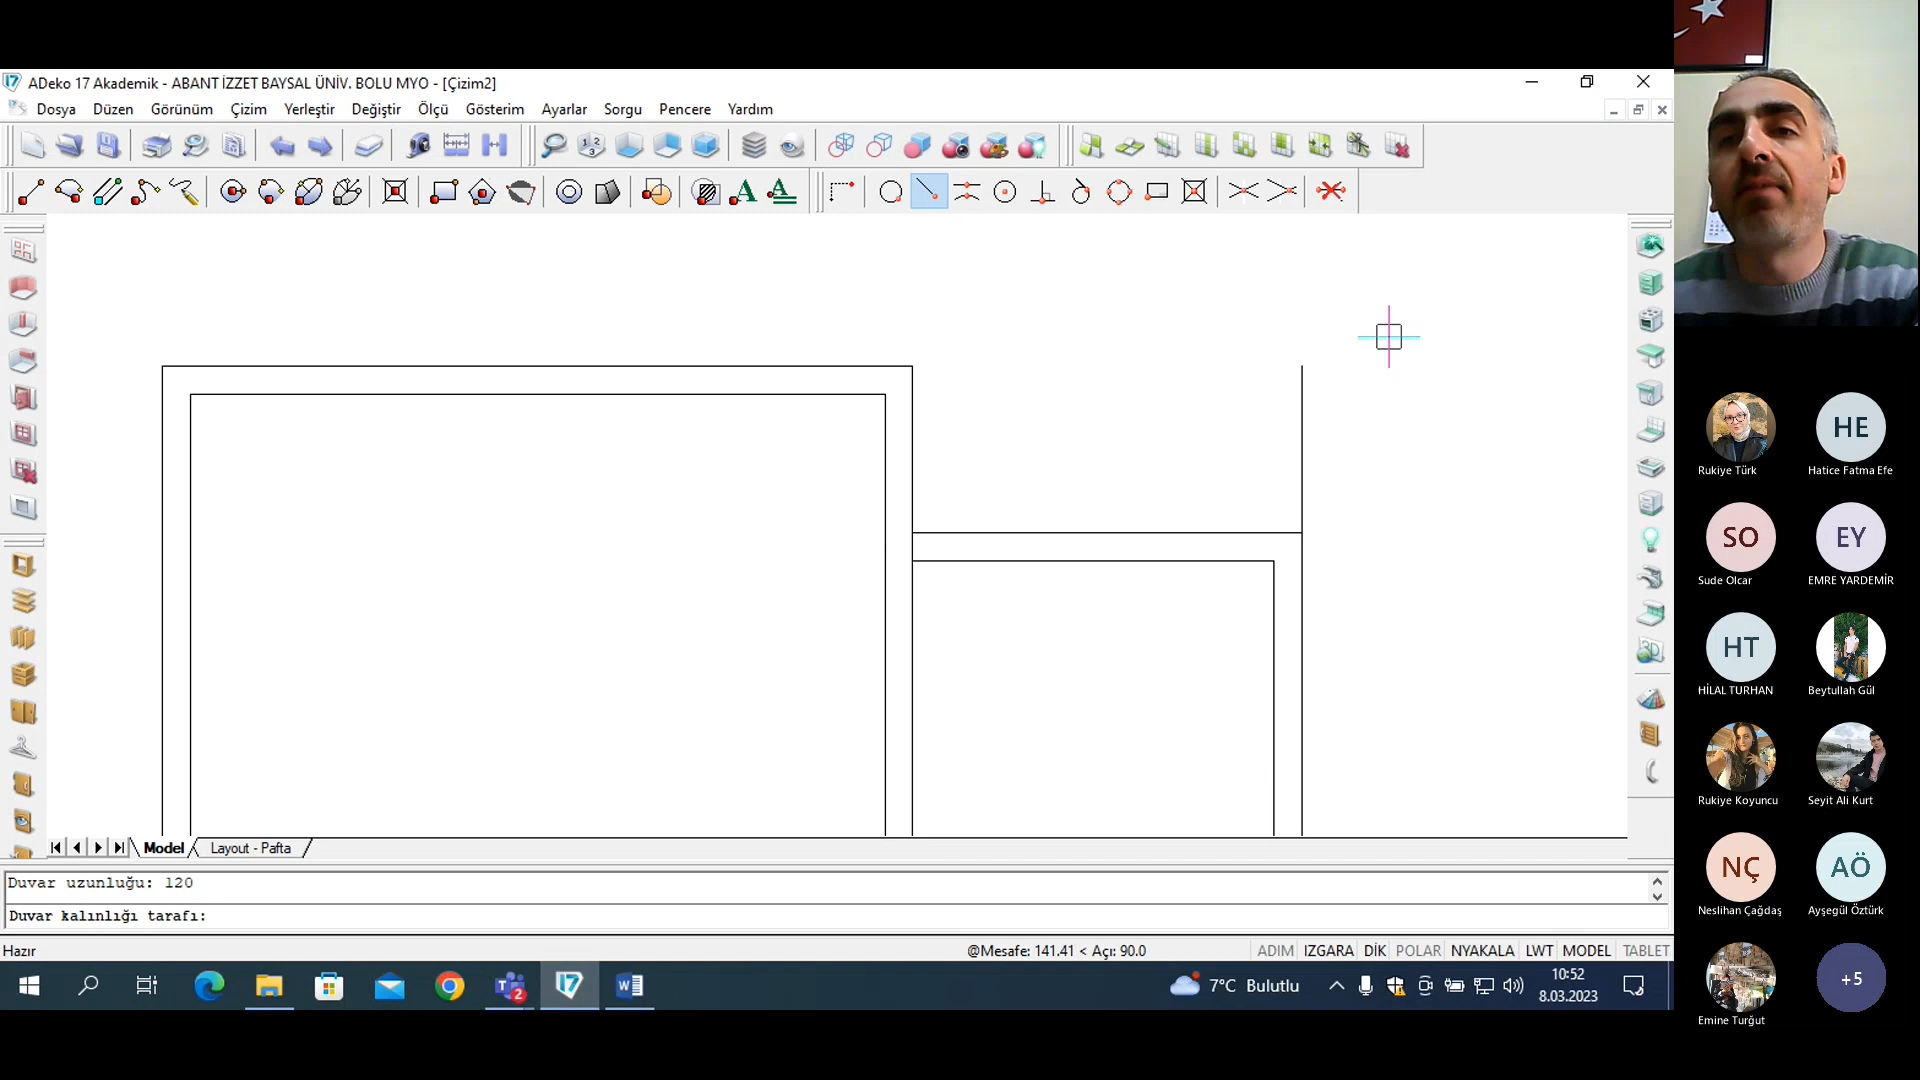 ADeko 17 Akademik - ABANT İZZET BAYSAL ÜNİV. BOLU MYO - [Çizim2]
Dosya Düzen Görünüm Çizim Yerleştir Değiştir Ölçü Gösterim Ayarlar Sorgu Pencere Yardım
Model Layout - Pafta
Duvar uzunluğu: 120
Duvar kalınlığı tarafı:
Hazır @Mesafe: 141.41 < Açı: 90.0 ADIM IZGARA DİK POLAR NYAKALA LWT MODEL TABLET
7°C Bulutlu 10:52
8.03.2023
Rukiye Türk
HE
Hatice Fatma Efe
SO
Sude Olcar
EY
EMRE YARDEMİR
HT
HİLAL TURHAN
Beytullah Gül
Rukiye Koyuncu
Seyit Ali Kurt
NÇ
Neslihan Çağdaş
AÖ
Ayşegül Öztürk
Emine Turğut
+5